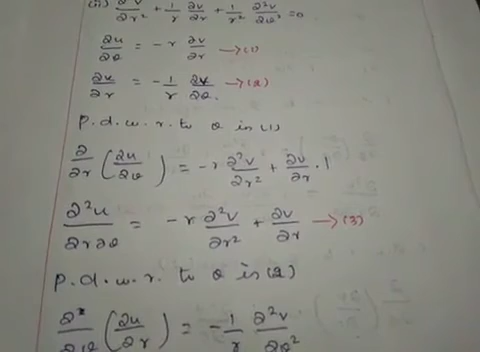 (ii) ∂²v/∂r² + 1/r ∂v/∂r + 1/r² ∂²v/∂θ² = 0
∂u/∂θ = -r ∂v/∂r → (1)
∂u/∂r = -1/r ∂v/∂θ. → (2)
P.d.w.r. to θ in (1)
∂/∂r (∂u/∂θ) = -r ∂²v/∂r² + ∂v/∂r · 1
∂²u/∂r∂θ = -r ∂²v/∂r² + ∂v/∂r → (3)
P.d.w.r. to θ in (2)
(∂u/∂r) = -1/r ∂²v/∂θ²